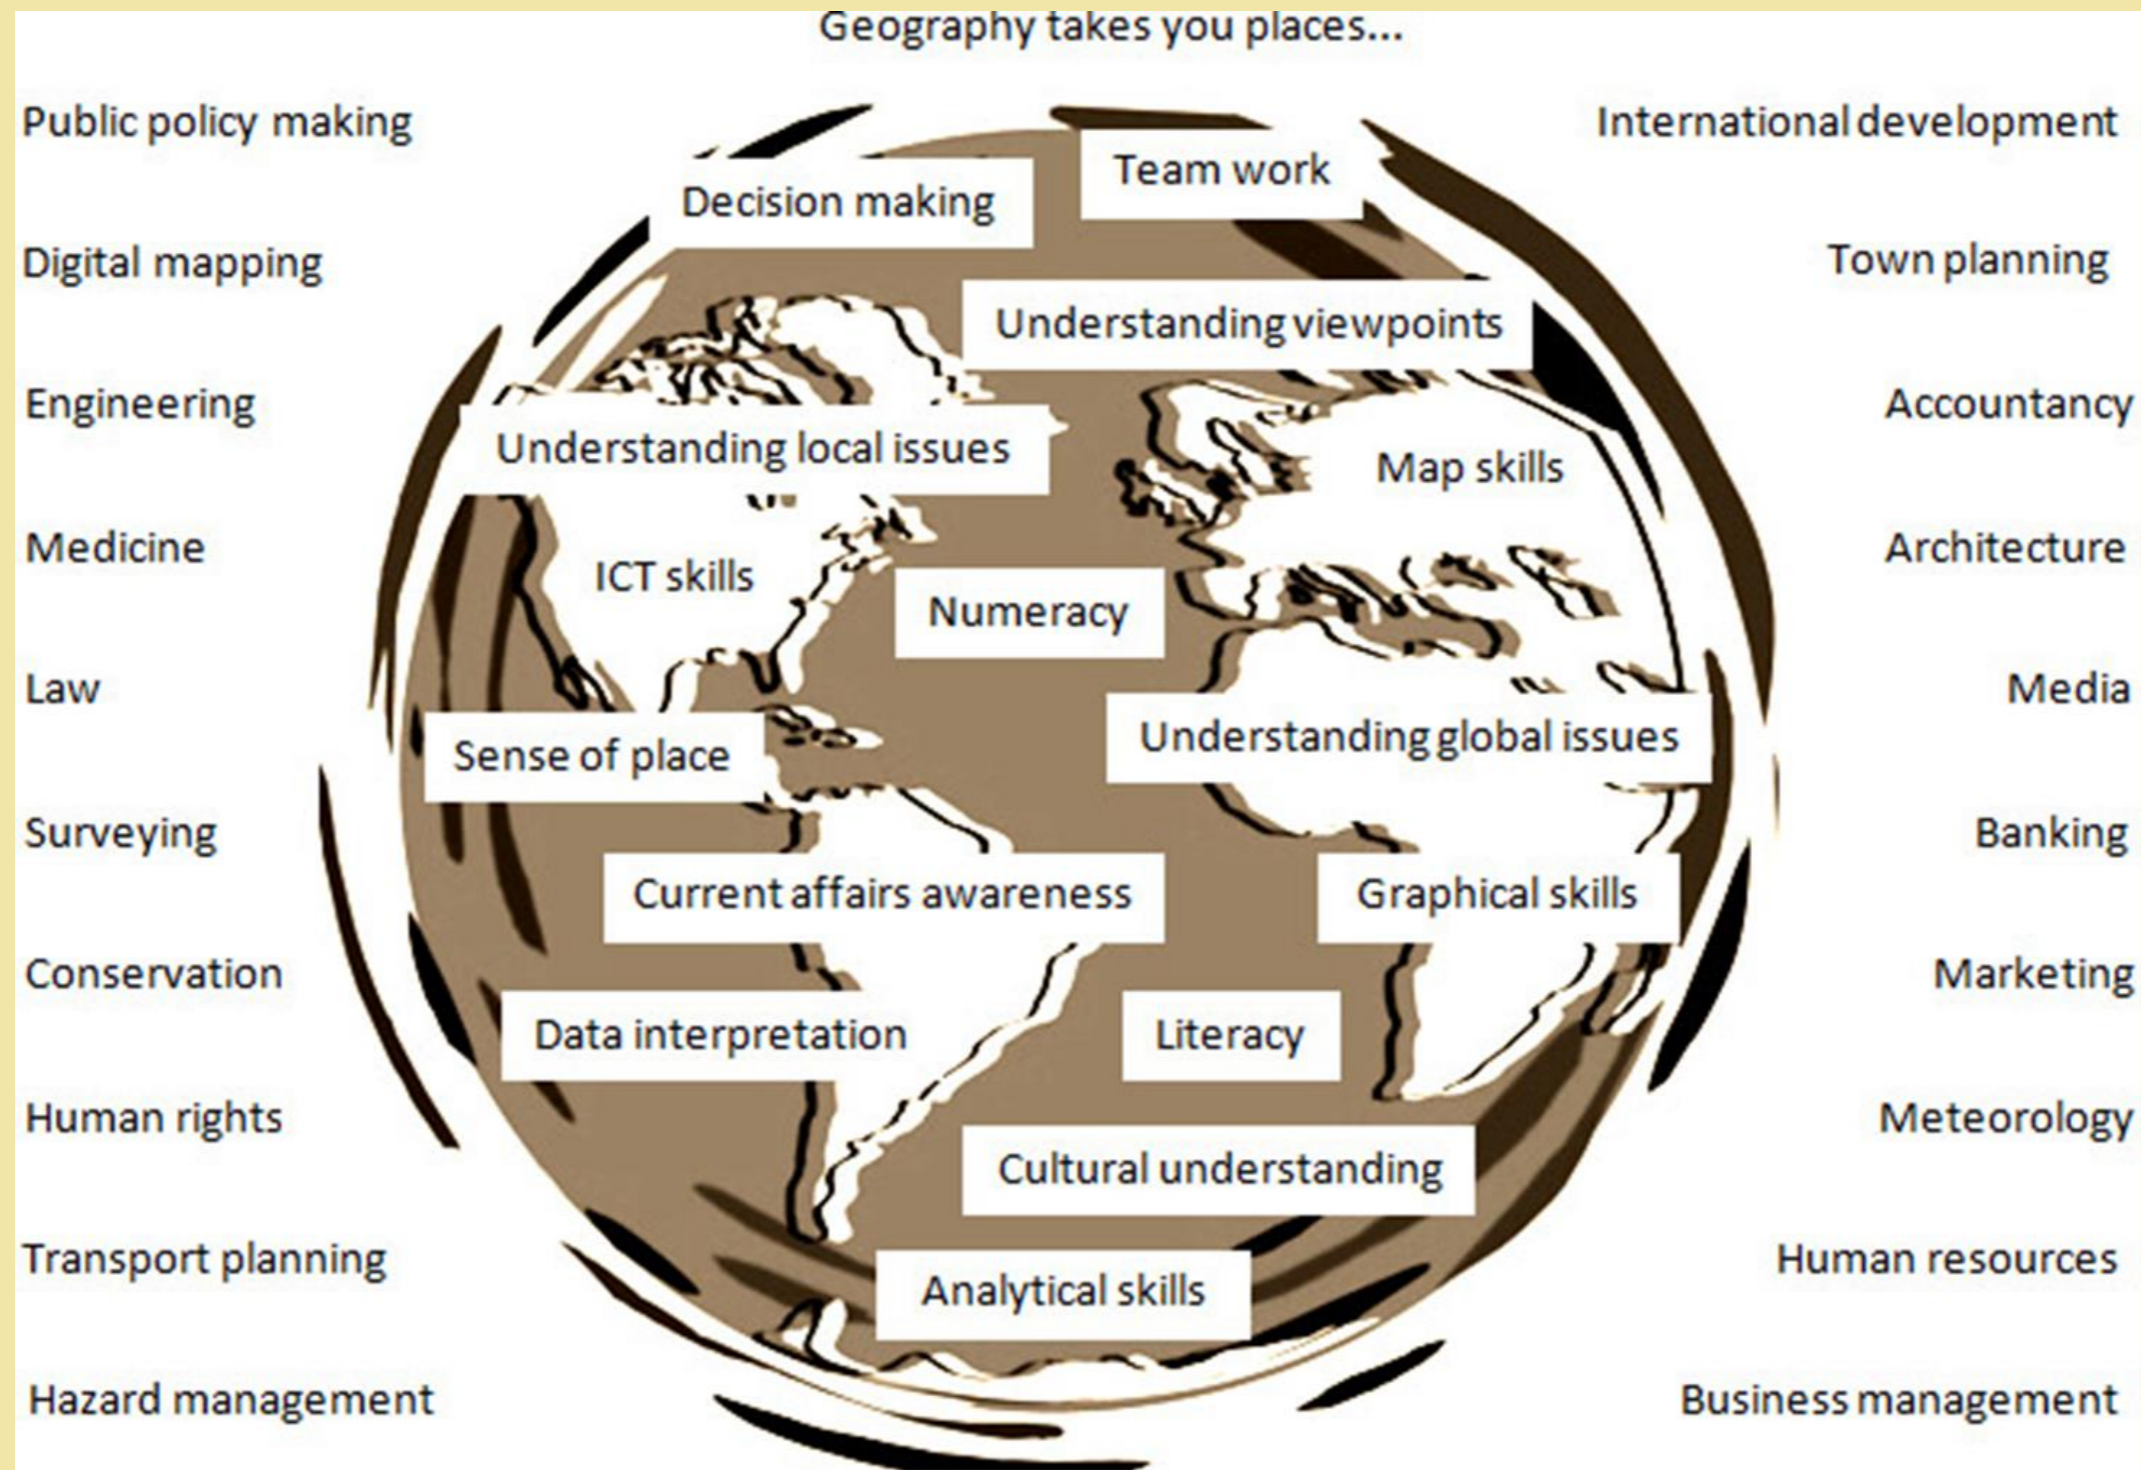 Geography takes you places...
Public policy making
Digital mapping
Engineering
Medicine
Law
Surveying
Conservation
Human rights
Transport planning
Hazard management
Decision making
Team work
Understanding viewpoints
Understanding local issues
Map skills
ICT skills
Numeracy
Understanding global issues
Sense of place
Current affairs awareness
Graphical skills
Data interpretation
Literacy
Cultural understanding
Analytical skills
International development
Town planning
Accountancy
Architecture
Media
Banking
Marketing
Meteorology
Human resources
Business management